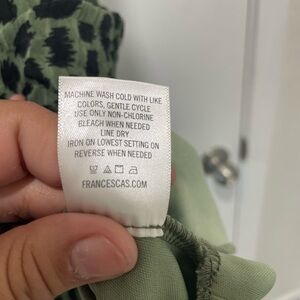 MACHINE WASH COLD WITH LIKE
COLORS, GENTLE CYCLE
USE ONLY NON-CHLORINE
BLEACH WHEN NEEDED
LINE DRY
IRON ON LOWEST SETTING ON
REVERSE WHEN NEEDED
FRANCESCAS.COM